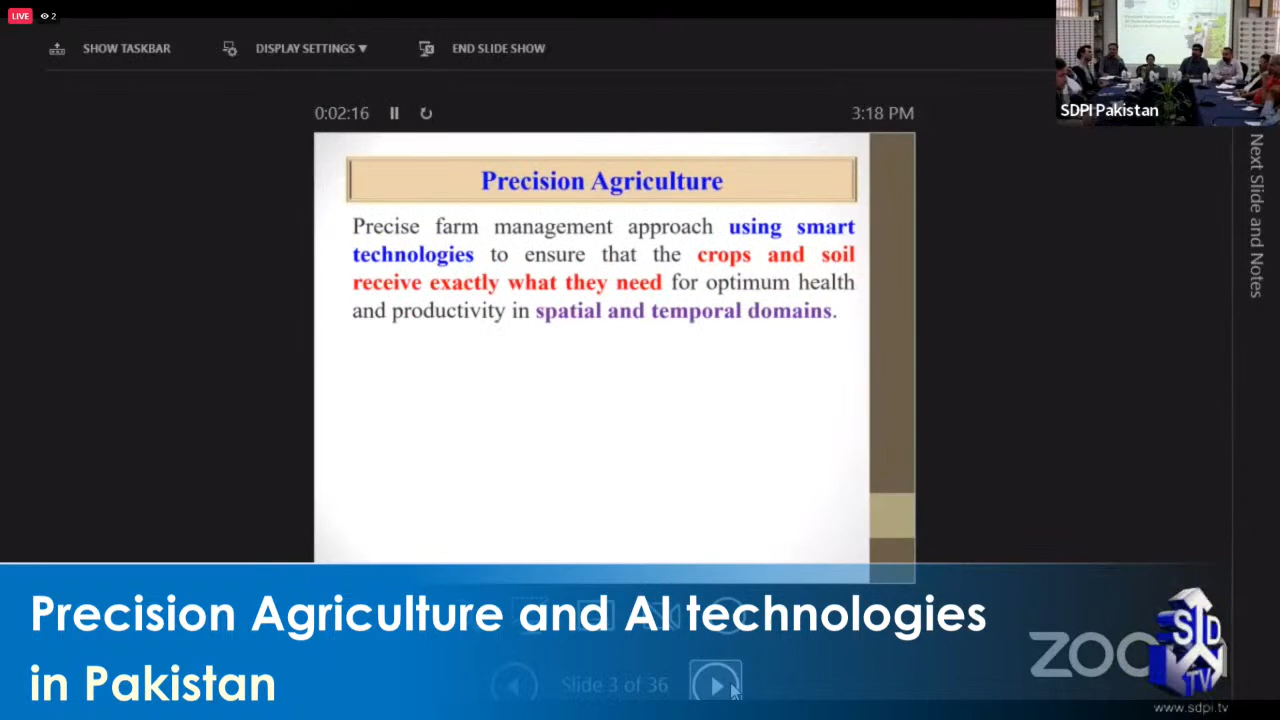 LIVE 2
SHOW TASKBAR DISPLAY SETTINGS ▼ END SLIDE SHOW
SDPI Pakistan
0:02:16 3:18 PM
Next Slide and Notes
Precision Agriculture
Precise farm management approach using smart
technologies to ensure that the crops and soil
receive exactly what they need for optimum health
and productivity in spatial and temporal domains.
Precision Agriculture and AI technologies
in Pakistan
Slide 3 of 36
SD
TV
www.sdpi.tv